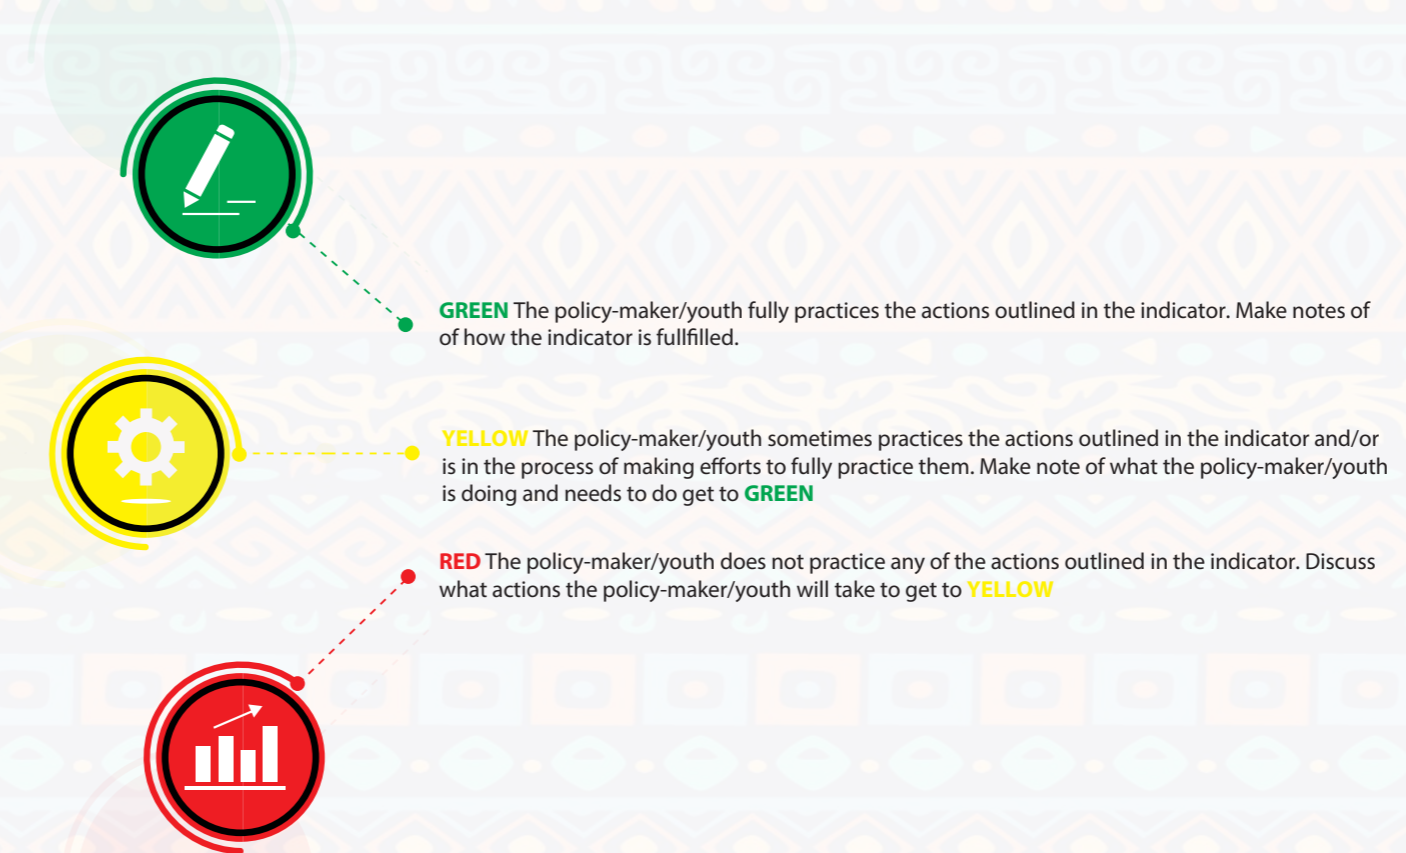 GREEN The policy-maker/youth fully practices the actions outlined in the indicator. Make notes of
of how the indicator is fullfilled.
YELLOW The policy-maker/youth sometimes practices the actions outlined in the indicator and/or
is in the process of making efforts to fully practice them. Make note of what the policy-maker/youth
is doing and needs to do get to GREEN
RED The policy-maker/youth does not practice any of the actions outlined in the indicator. Discuss
what actions the policy-maker/youth will take to get to YELLOW